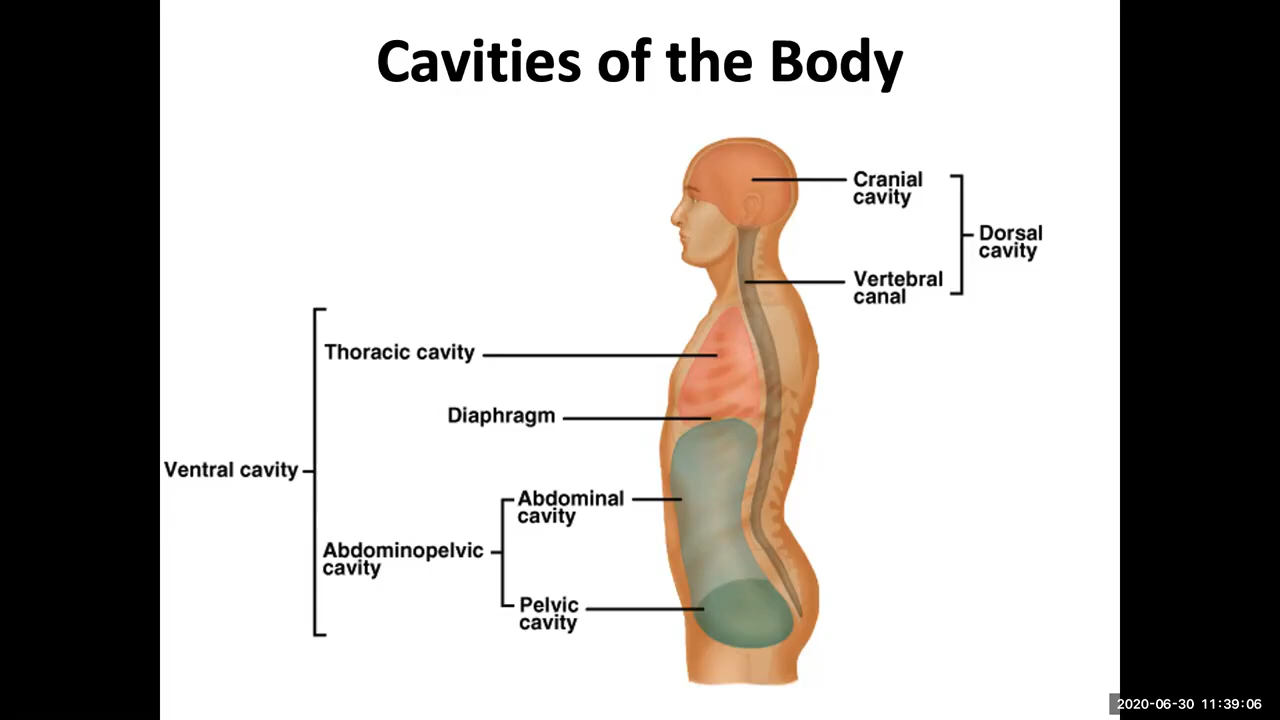 Cavities of the Body
Cranial
cavity
Dorsal
cavity
Vertebral
canal
Thoracic cavity
Diaphragm
Ventral cavity
Abdominal
cavity
Abdominopelvic
cavity
Pelvic
cavity
2020-06-30 11:39:06